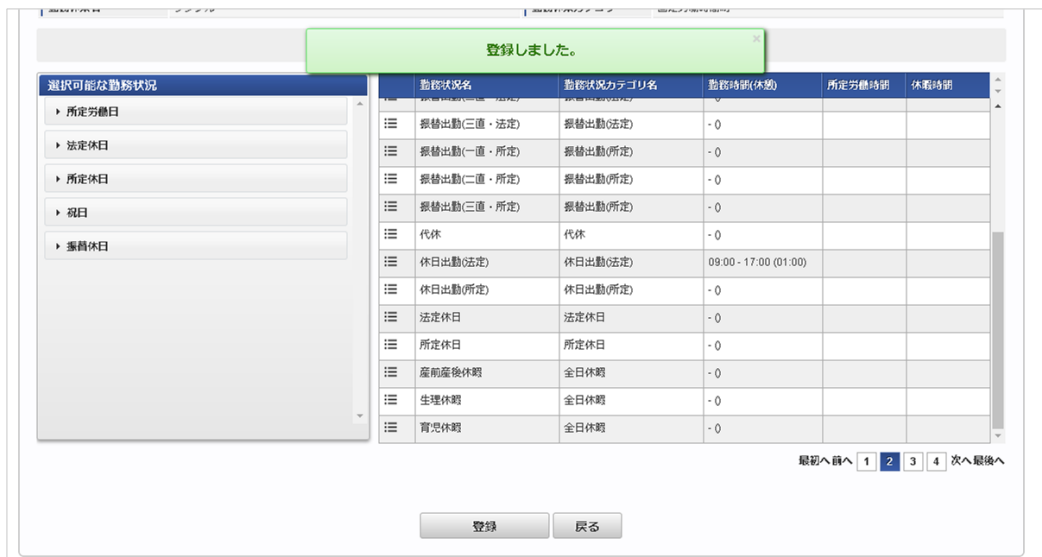 登録しました。
×
選択可能な勤務状況
所定労働日
法定休日
所定休日
祝日
振替休日
勤務状況名 勤務状況カテゴリ名 勤務時間(休憩) 所定労働時間 休暇時間
振替出勤(三直・法定) 振替出勤(法定) - ()
振替出勤(一直・所定) 振替出勤(所定) - ()
振替出勤(二直・所定) 振替出勤(所定) - ()
振替出勤(三直・所定) 振替出勤(所定) - ()
代休 代休 - ()
休日出勤(法定) 休日出勤(法定) 09:00 - 17:00 (01:00)
休日出勤(所定) 休日出勤(所定) - ()
法定休日 法定休日 - ()
所定休日 所定休日 - ()
産前産後休暇 全日休暇 - ()
生理休暇 全日休暇 - ()
育児休暇 全日休暇 - ()
最初へ 前へ 1 2 3 4 次へ 最後へ
登録 戻る